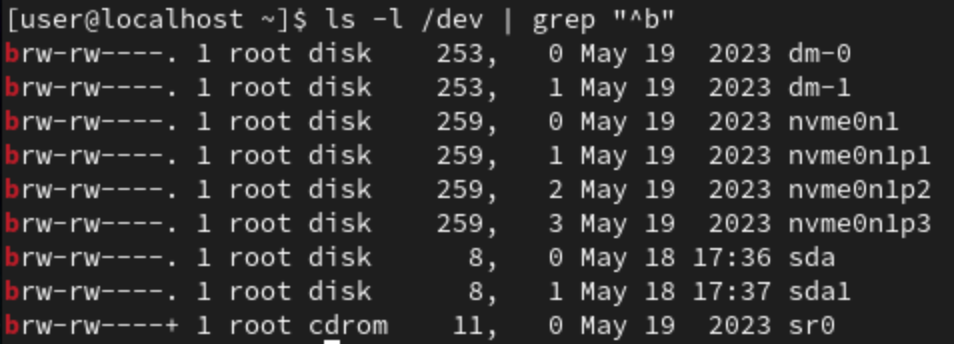 [user@localhost ~]$ ls -l /dev | grep "^b"
brw-rw----. 1 root disk    253,   0 May 19  2023 dm-0
brw-rw----. 1 root disk    253,   1 May 19  2023 dm-1
brw-rw----. 1 root disk    259,   0 May 19  2023 nvme0n1
brw-rw----. 1 root disk    259,   1 May 19  2023 nvme0n1p1
brw-rw----. 1 root disk    259,   2 May 19  2023 nvme0n1p2
brw-rw----. 1 root disk    259,   3 May 19  2023 nvme0n1p3
brw-rw----. 1 root disk      8,   0 May 18 17:36 sda
brw-rw----. 1 root disk      8,   1 May 18 17:37 sda1
brw-rw----+ 1 root cdrom    11,   0 May 19  2023 sr0